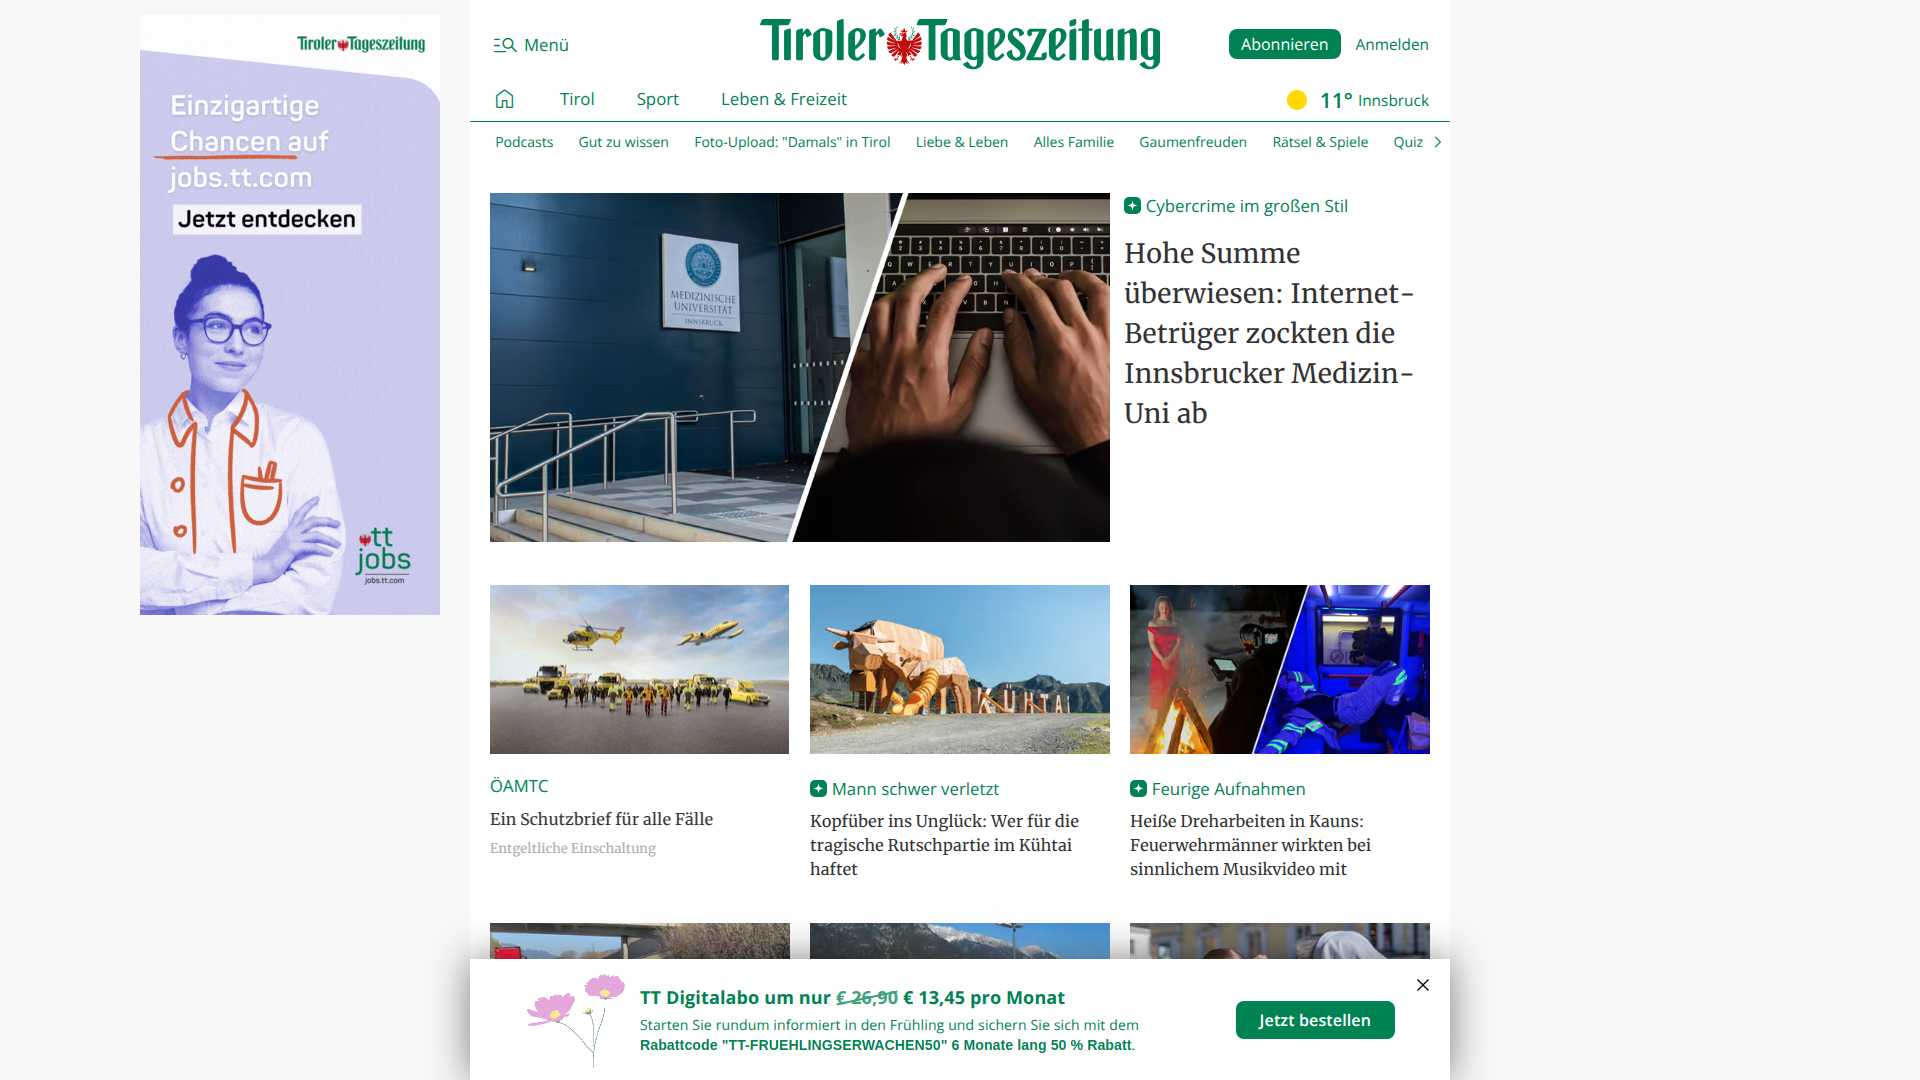 Tiroler Tageszeitung
Einzigartige
Chancen auf
jobs.tt.com
Jetzt entdecken
tt
jobs
jobs.tt.com
Menü
Tiroler Tageszeitung
Abonnieren
Anmelden
Tirol
Sport
Leben & Freizeit
11° Innsbruck
Podcasts
Gut zu wissen
Foto-Upload: "Damals" in Tirol
Liebe & Leben
Alles Familie
Gaumenfreuden
Rätsel & Spiele
Quiz
MEDIZINISCHE
UNIVERSITÄT
INNSBRUCK
Cybercrime im großen Stil
Hohe Summe
überwiesen: Internet-
Betrüger zockten die
Innsbrucker Medizin-
Uni ab
KÜHTAI
ÖAMTC
Ein Schutzbrief für alle Fälle
Entgeltliche Einschaltung
Mann schwer verletzt
Kopfüber ins Unglück: Wer für die
tragische Rutschpartie im Kühtai
haftet
Feurige Aufnahmen
Heiße Dreharbeiten in Kauns:
Feuerwehrmänner wirkten bei
sinnlichem Musikvideo mit
TT Digitalabo um nur € 26,90 € 13,45 pro Monat
Starten Sie rundum informiert in den Frühling und sichern Sie sich mit dem
Rabattcode "TT-FRUEHLINGSERWACHEN50" 6 Monate lang 50 % Rabatt.
Jetzt bestellen